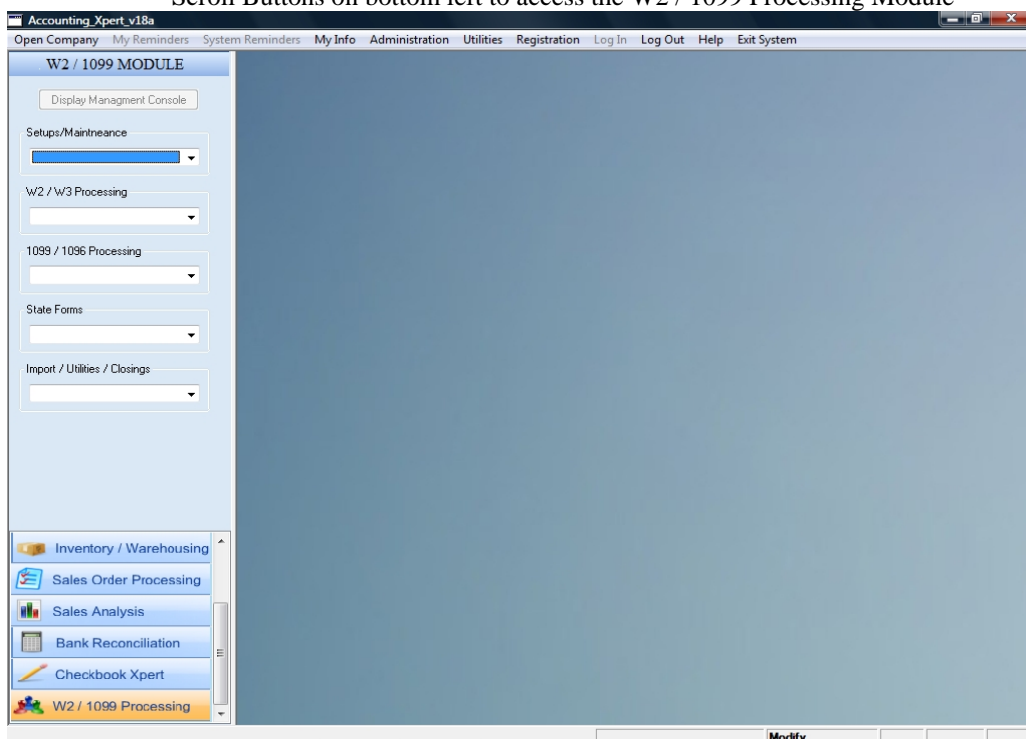 Scroll Buttons on bottom left to access the W2 / 1099 Processing Module
Accounting_Xpert_v18a
Open Company My Reminders System Reminders My Info Administration Utilities Registration Log In Log Out Help Exit System
W2 / 1099 MODULE
Display Managment Console
Setups/Maintneance
W2 / W3 Processing
1099 / 1096 Processing
State Forms
Import / Utilities / Closings
Inventory / Warehousing
Sales Order Processing
Sales Analysis
Bank Reconciliation
Checkbook Xpert
W2 / 1099 Processing
Modify